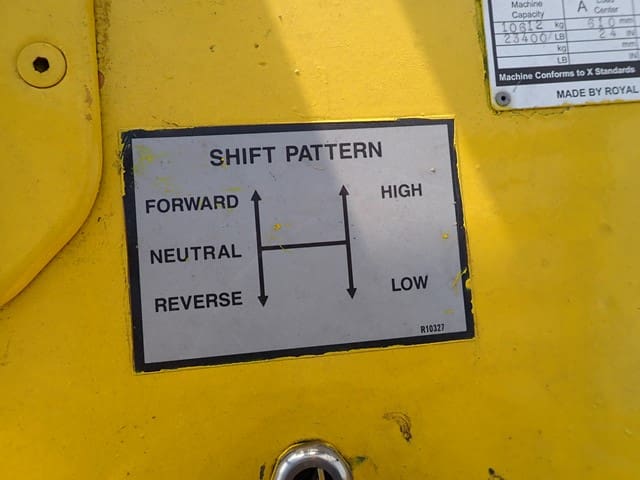 Machine
Capacity
A
Load
Center
10612 kg
610 mm
23400/ LB
24 IN
kg
mm
LB
IN
Machine Conforms to X Standards
MADE BY ROYAL
SHIFT PATTERN
FORWARD
HIGH
NEUTRAL
REVERSE
LOW
R10327